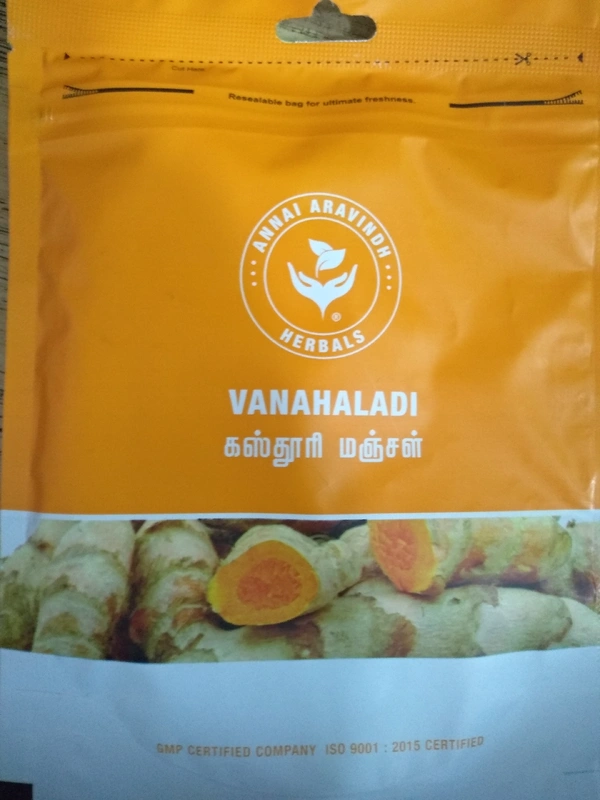 Cut Here
Resealable bag for ultimate freshness.
ANNAI ARAVINDH
HERBALS
®
VANAHALADI
கஸ்தூரி மஞ்சள்
GMP CERTIFIED COMPANY ISO 9001 : 2015 CERTIFIED